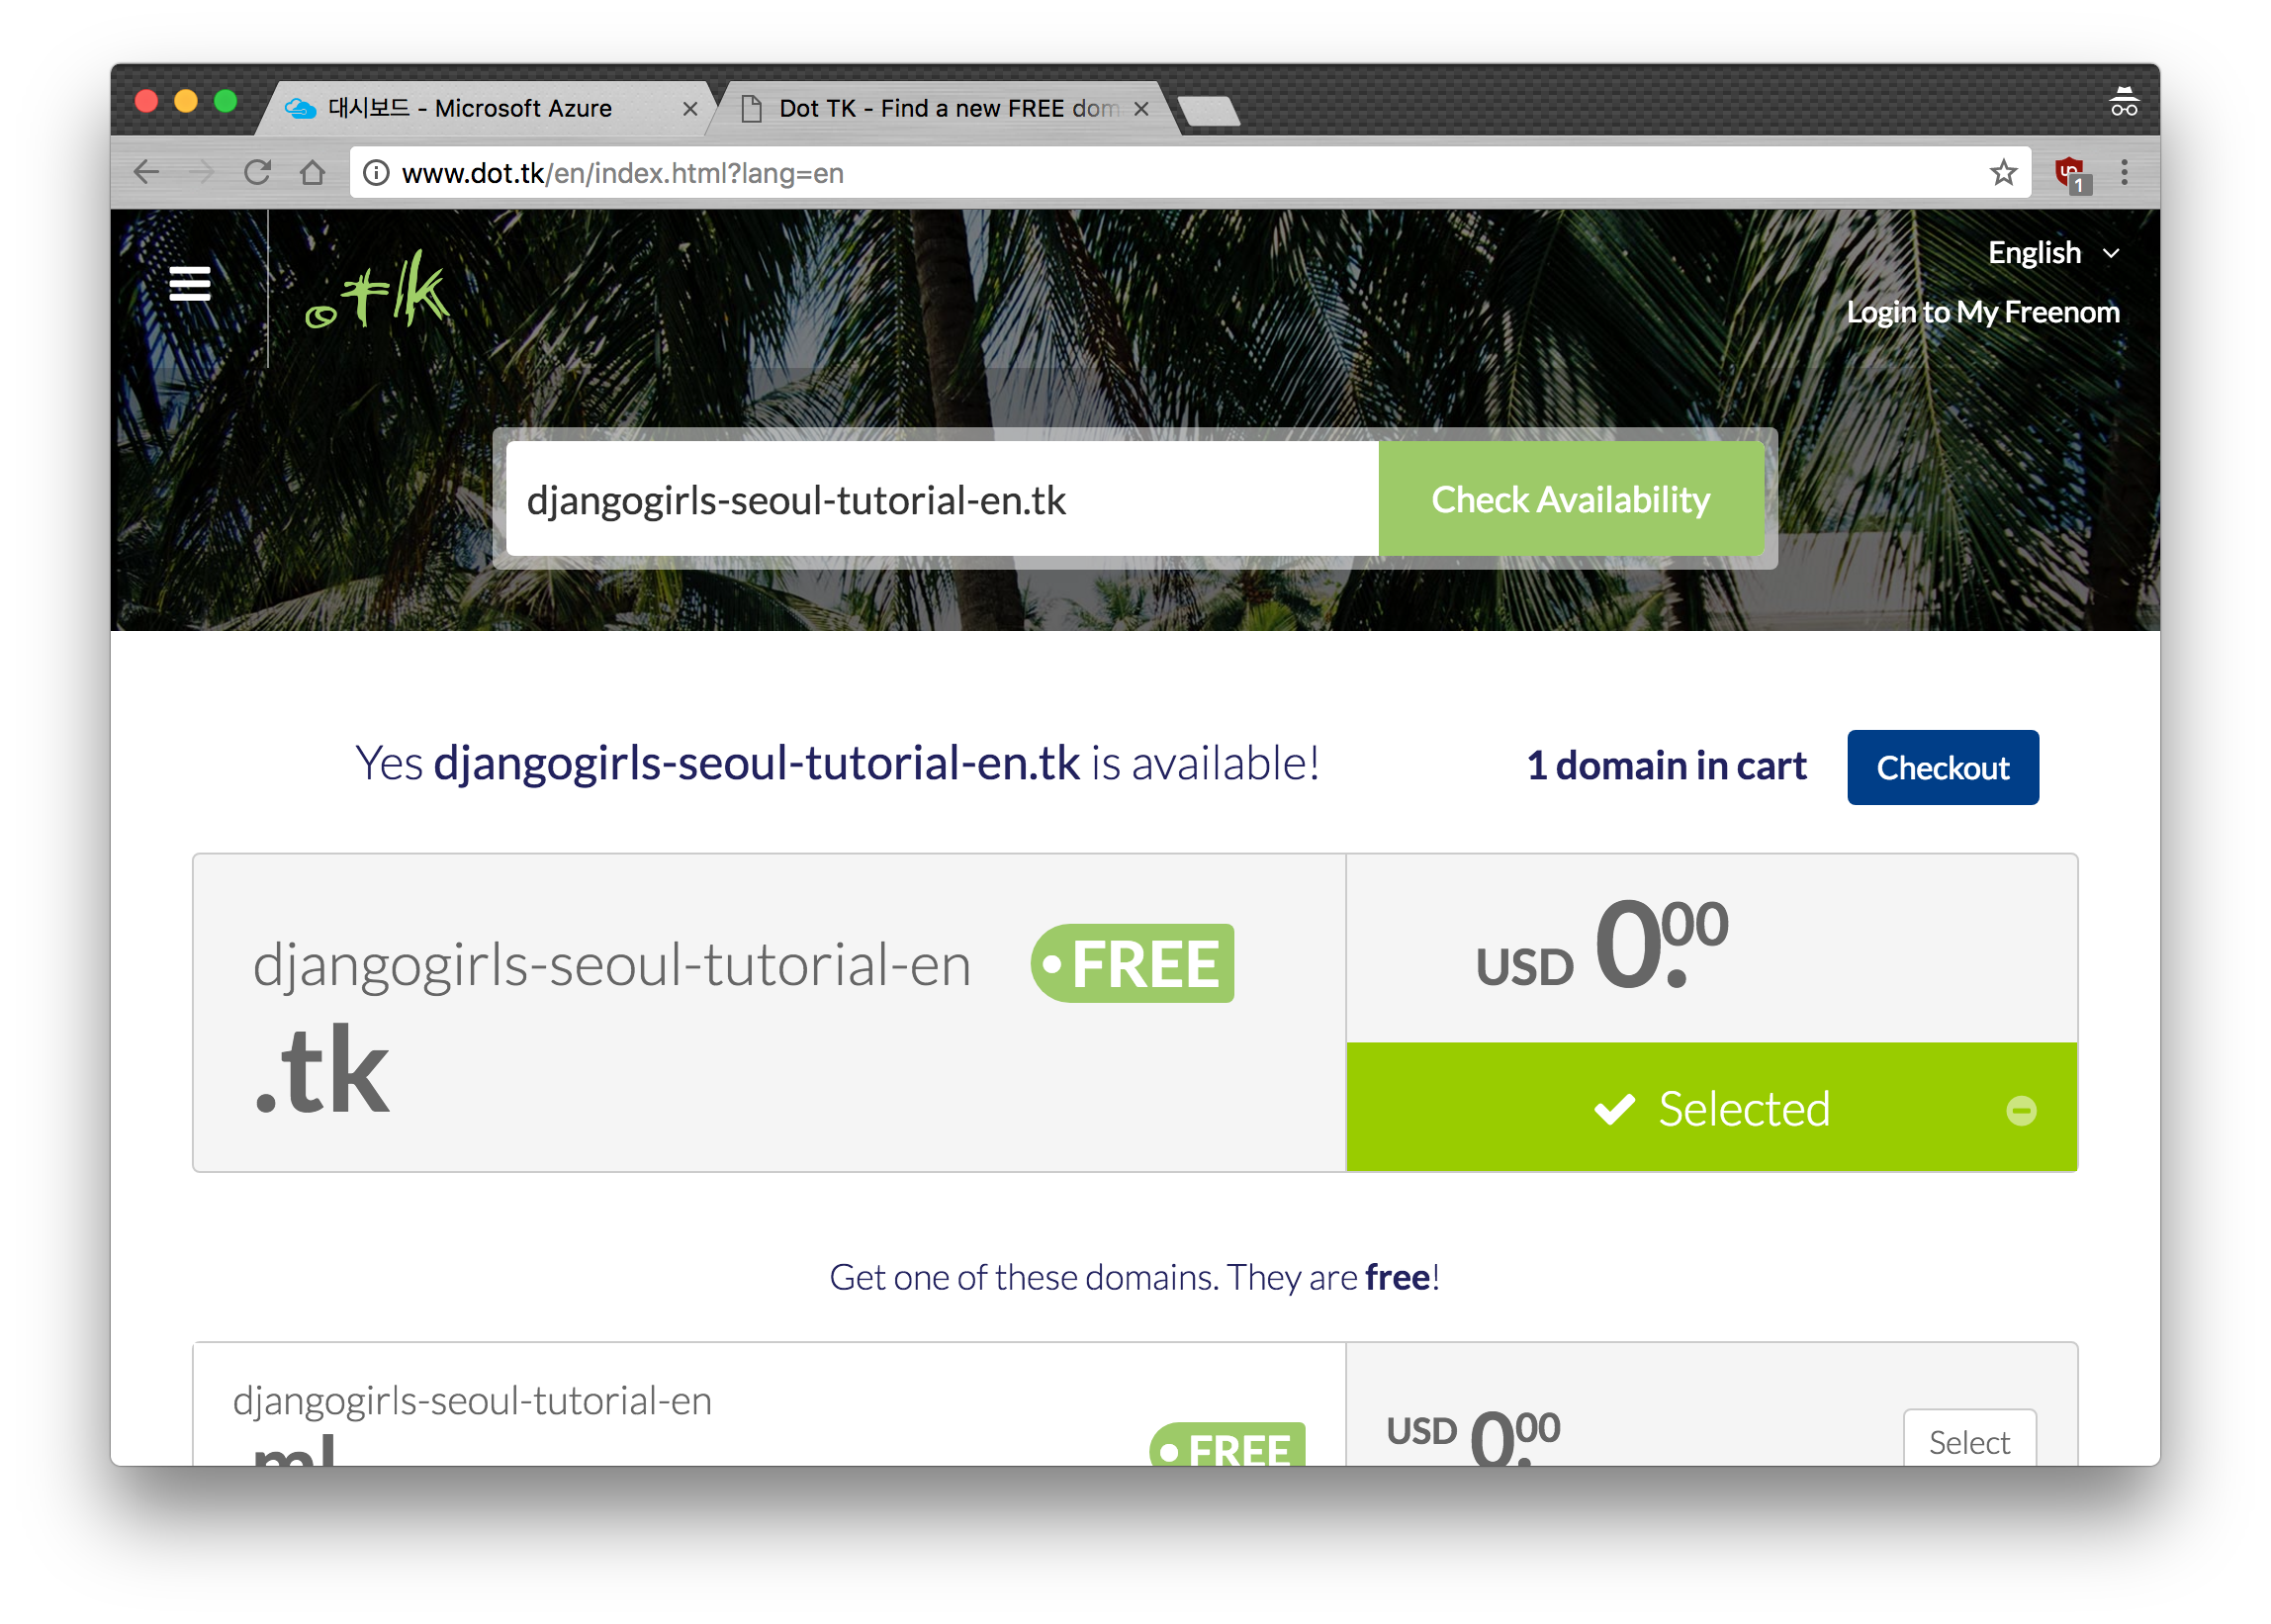 대시보드 - Microsoft Azure
Dot TK - Find a new FREE dom
www.dot.tk/en/index.html?lang=en
1
.tk
English
Login to My Freenom
djangogirls-seoul-tutorial-en.tk
Check Availability
Yes djangogirls-seoul-tutorial-en.tk is available!
1 domain in cart
Checkout
djangogirls-seoul-tutorial-en
FREE
.tk
USD 0.00
Selected
Get one of these domains. They are free!
djangogirls-seoul-tutorial-en
.ml
FREE
USD 0.00
Select